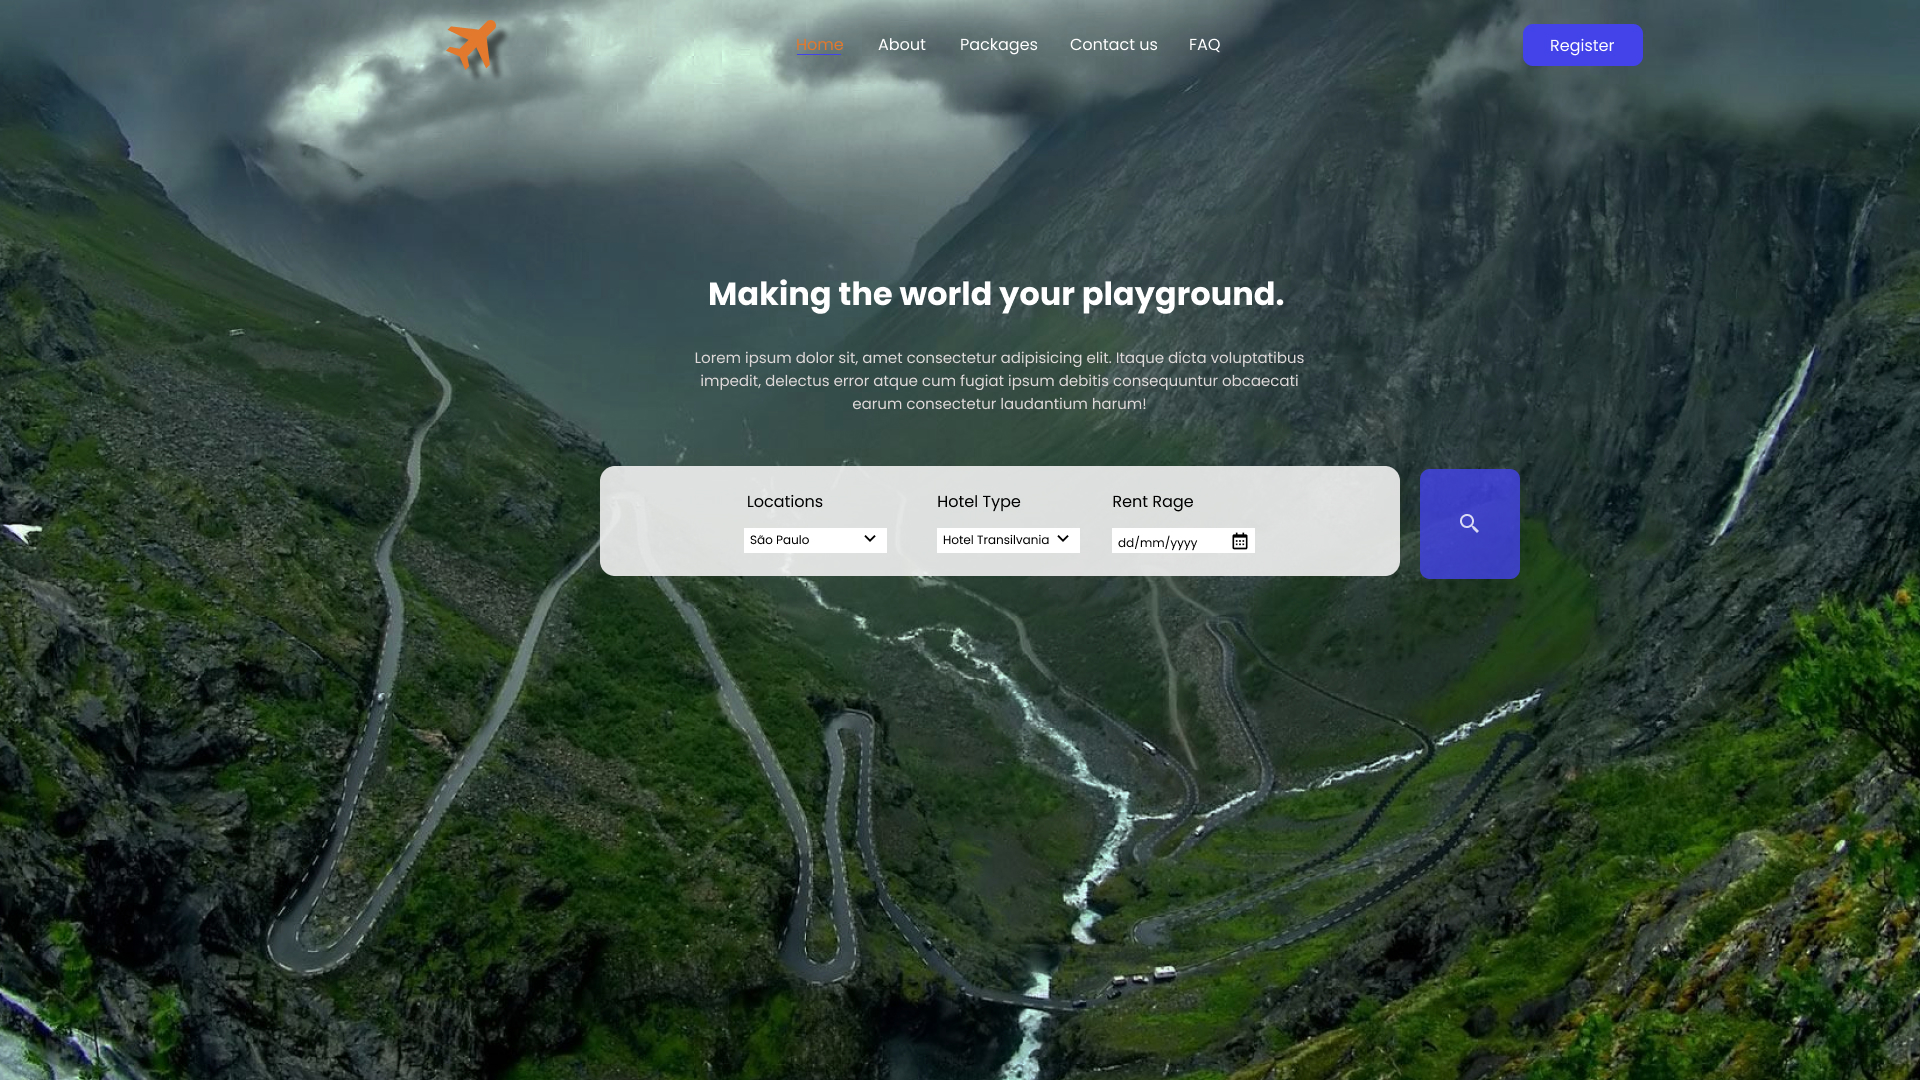 Home About Packages Contact us FAQ Register
Making the world your playground.
Lorem ipsum dolor sit, amet consectetur adipisicing elit. Itaque dicta voluptatibus
impedit, delectus error atque cum fugiat ipsum debitis consequuntur obcaecati
earum consectetur laudantium harum!
Locations Hotel Type Rent Rage
São Paulo Hotel Transilvania dd/mm/yyyy